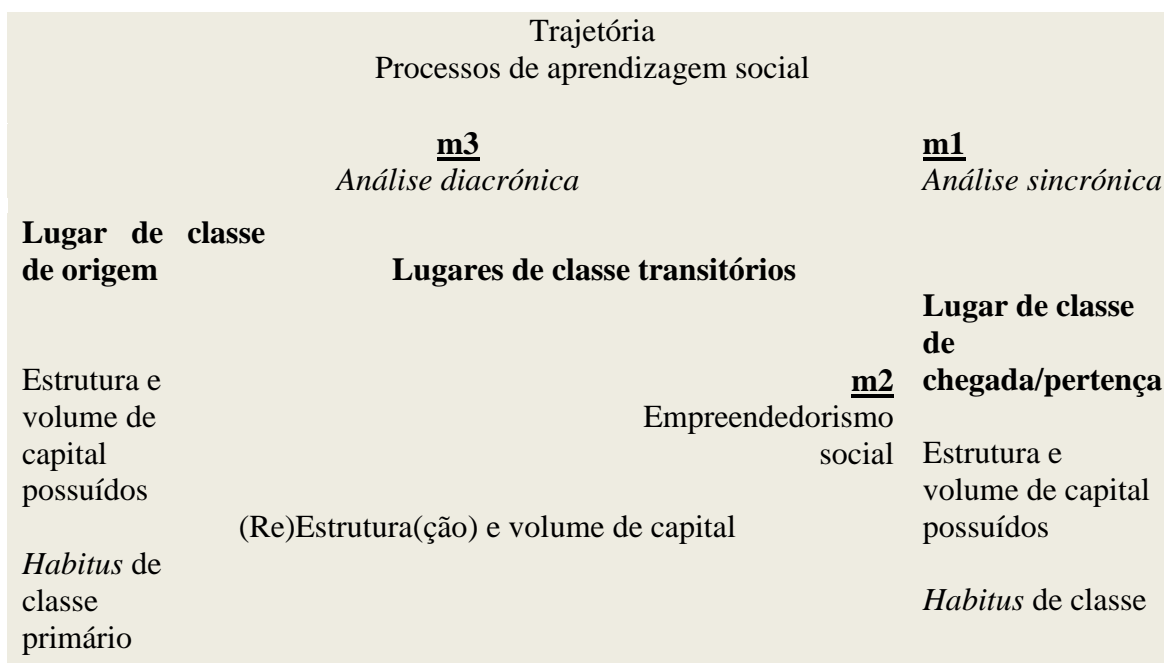 Trajetória
Processos de aprendizagem social
m3
Análise diacrónica
m1
Análise sincrónica
Lugar de classe
de origem
Lugares de classe transitórios
Lugar de classe
de
chegada/pertença
Estrutura e
volume de
capital
possuídos
m2
Empreendedorismo
social
Estrutura e
volume de capital
possuídos
(Re)Estrutura(ção) e volume de capital
Habitus de
classe
primário
Habitus de classe